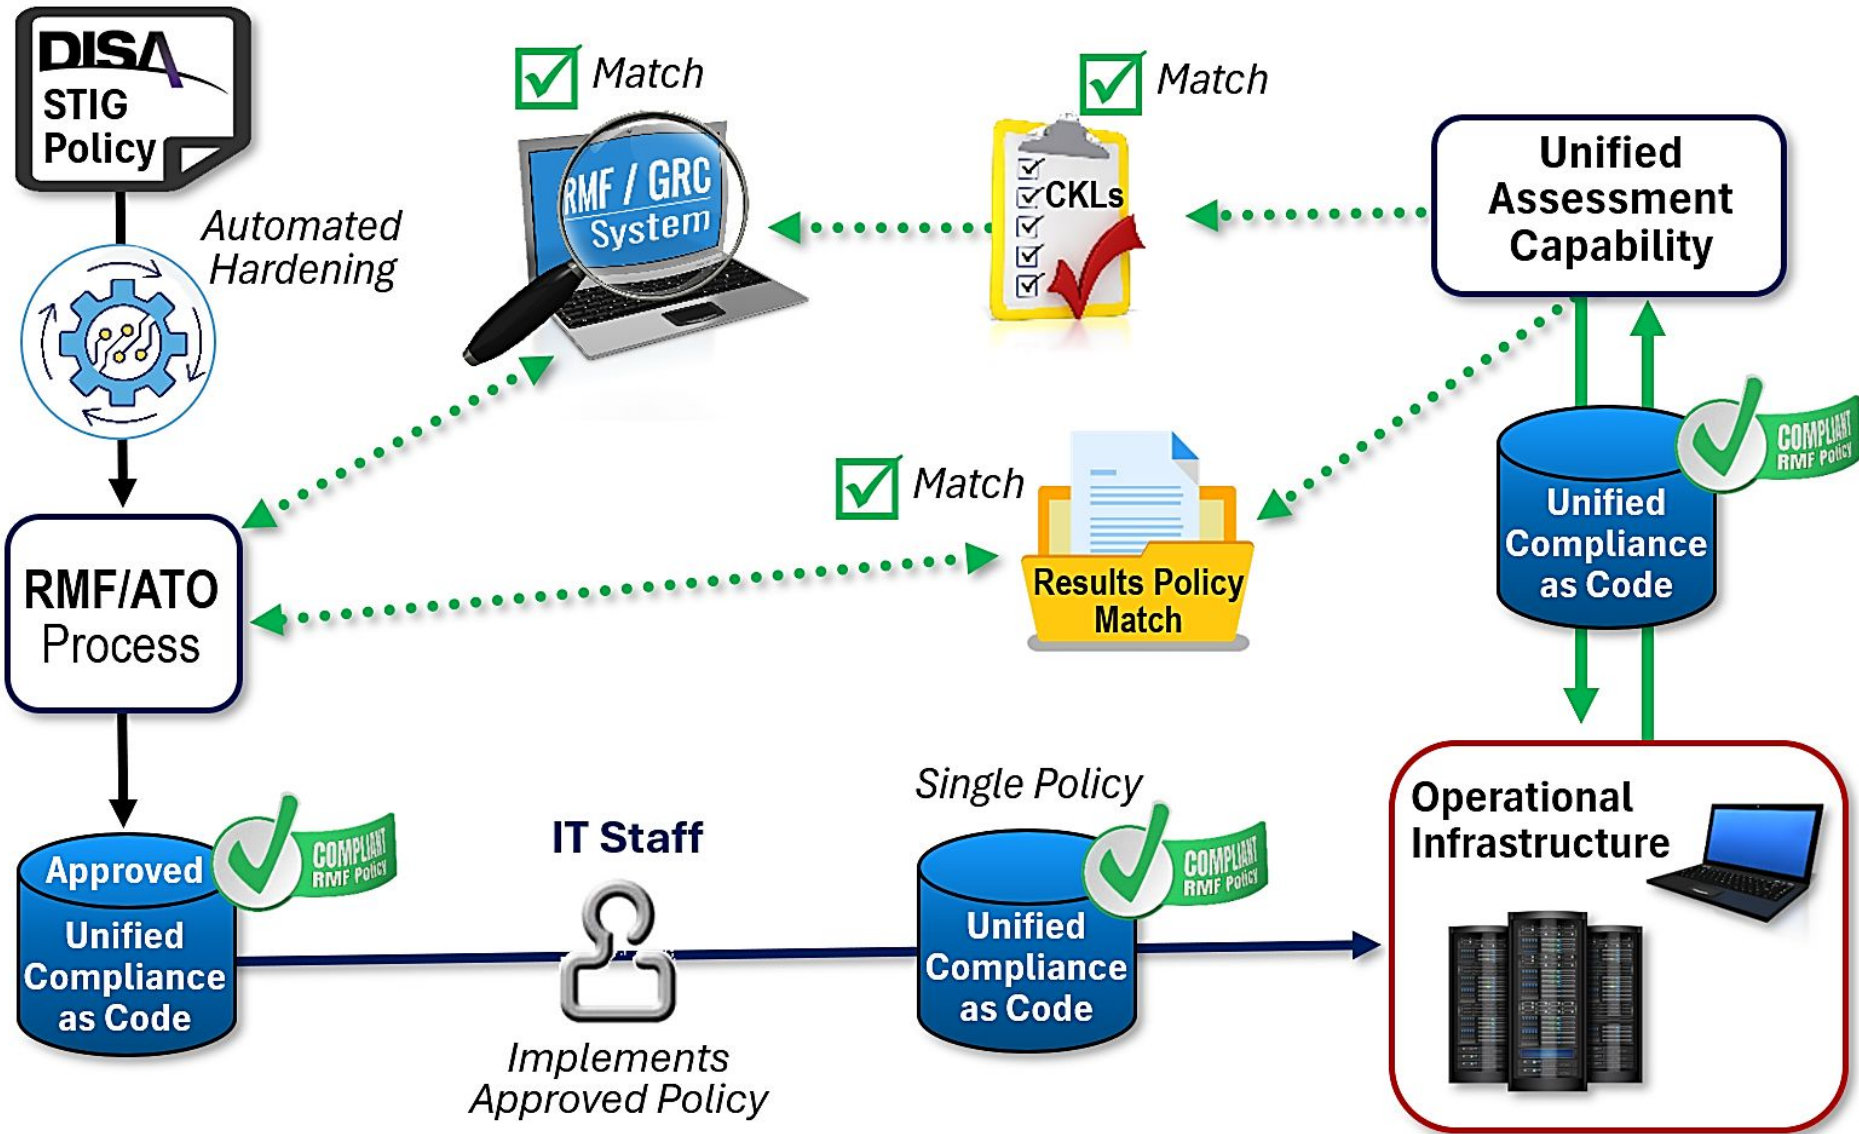 DISA
STIG
Policy
Automated
Hardening
Match
RMF / GRC
System
Match
CKLs
Unified
Assessment
Capability
COMPLIANT
RMF Policy
Unified
Compliance
as Code
Match
Results Policy
Match
RMF/ATO
Process
Approved
Unified
Compliance
as Code
COMPLIANT
RMF Policy
IT Staff
Implements
Approved Policy
Single Policy
COMPLIANT
RMF Policy
Unified
Compliance
as Code
Operational
Infrastructure